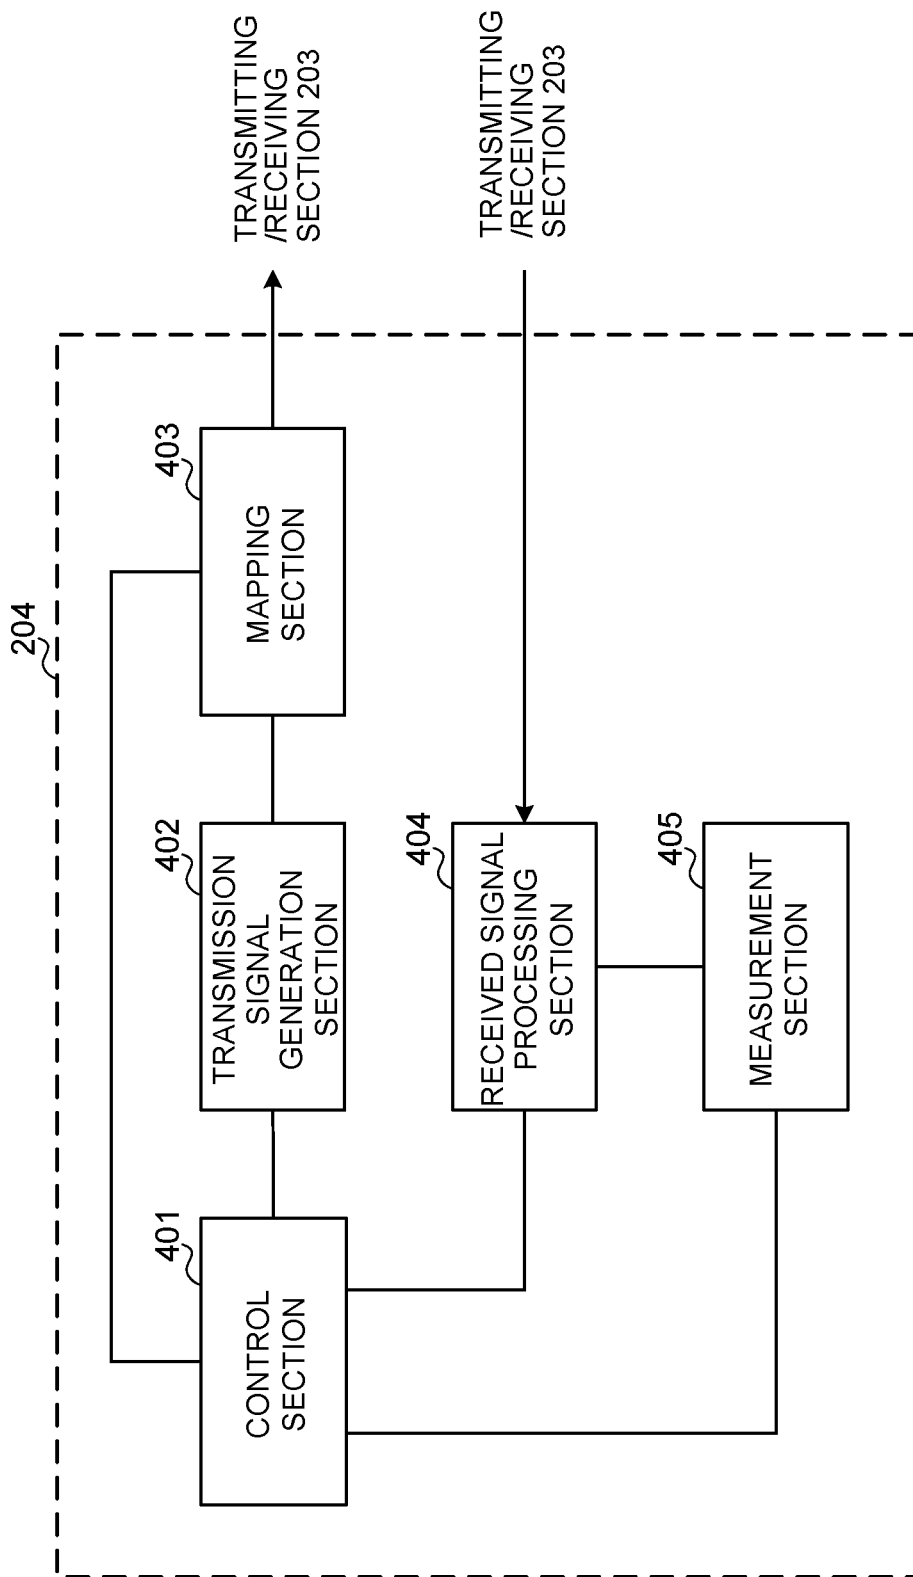 204
401
CONTROL
SECTION
402
TRANSMISSION
SIGNAL
GENERATION
SECTION
403
MAPPING
SECTION
TRANSMITTING
/RECEIVING
SECTION 203
404
RECEIVED SIGNAL
PROCESSING
SECTION
TRANSMITTING
/RECEIVING
SECTION 203
405
MEASUREMENT
SECTION